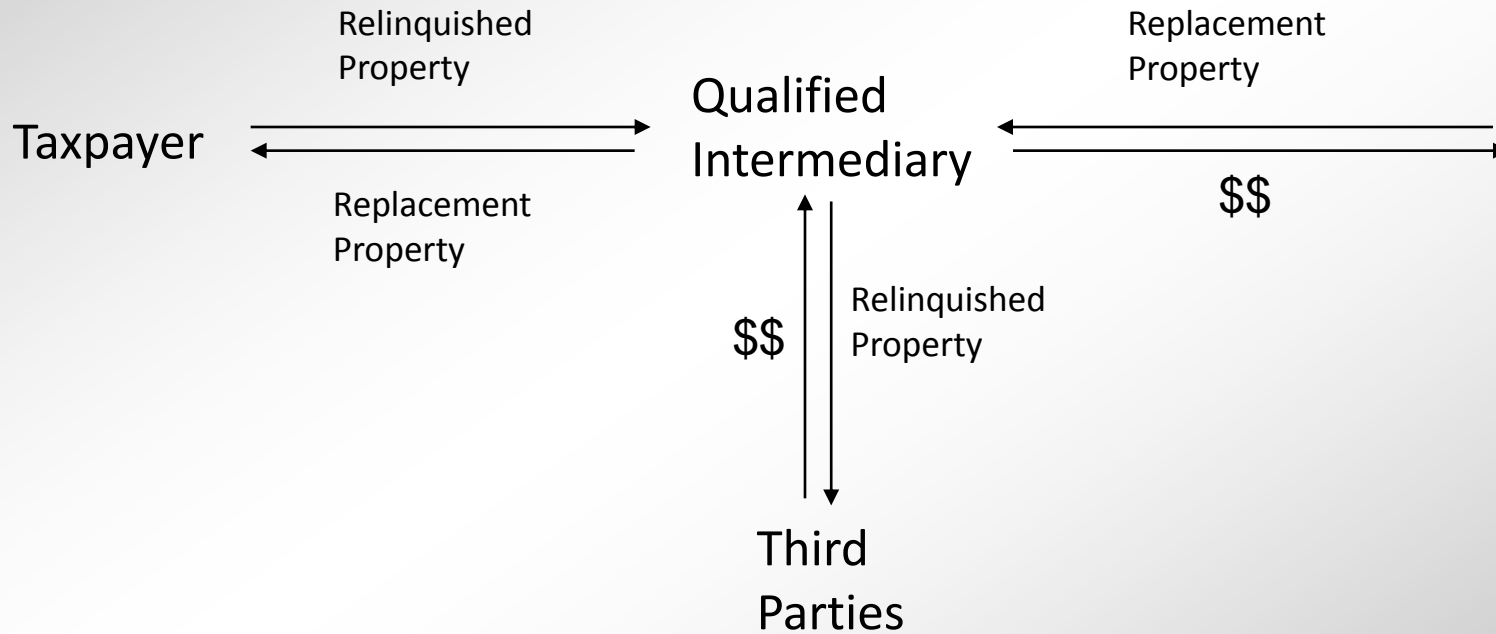 Relinquished
Property
Replacement
Property
Taxpayer
Qualified
Intermediary
Replacement
Property
$$
$$
Relinquished
Property
Third
Parties